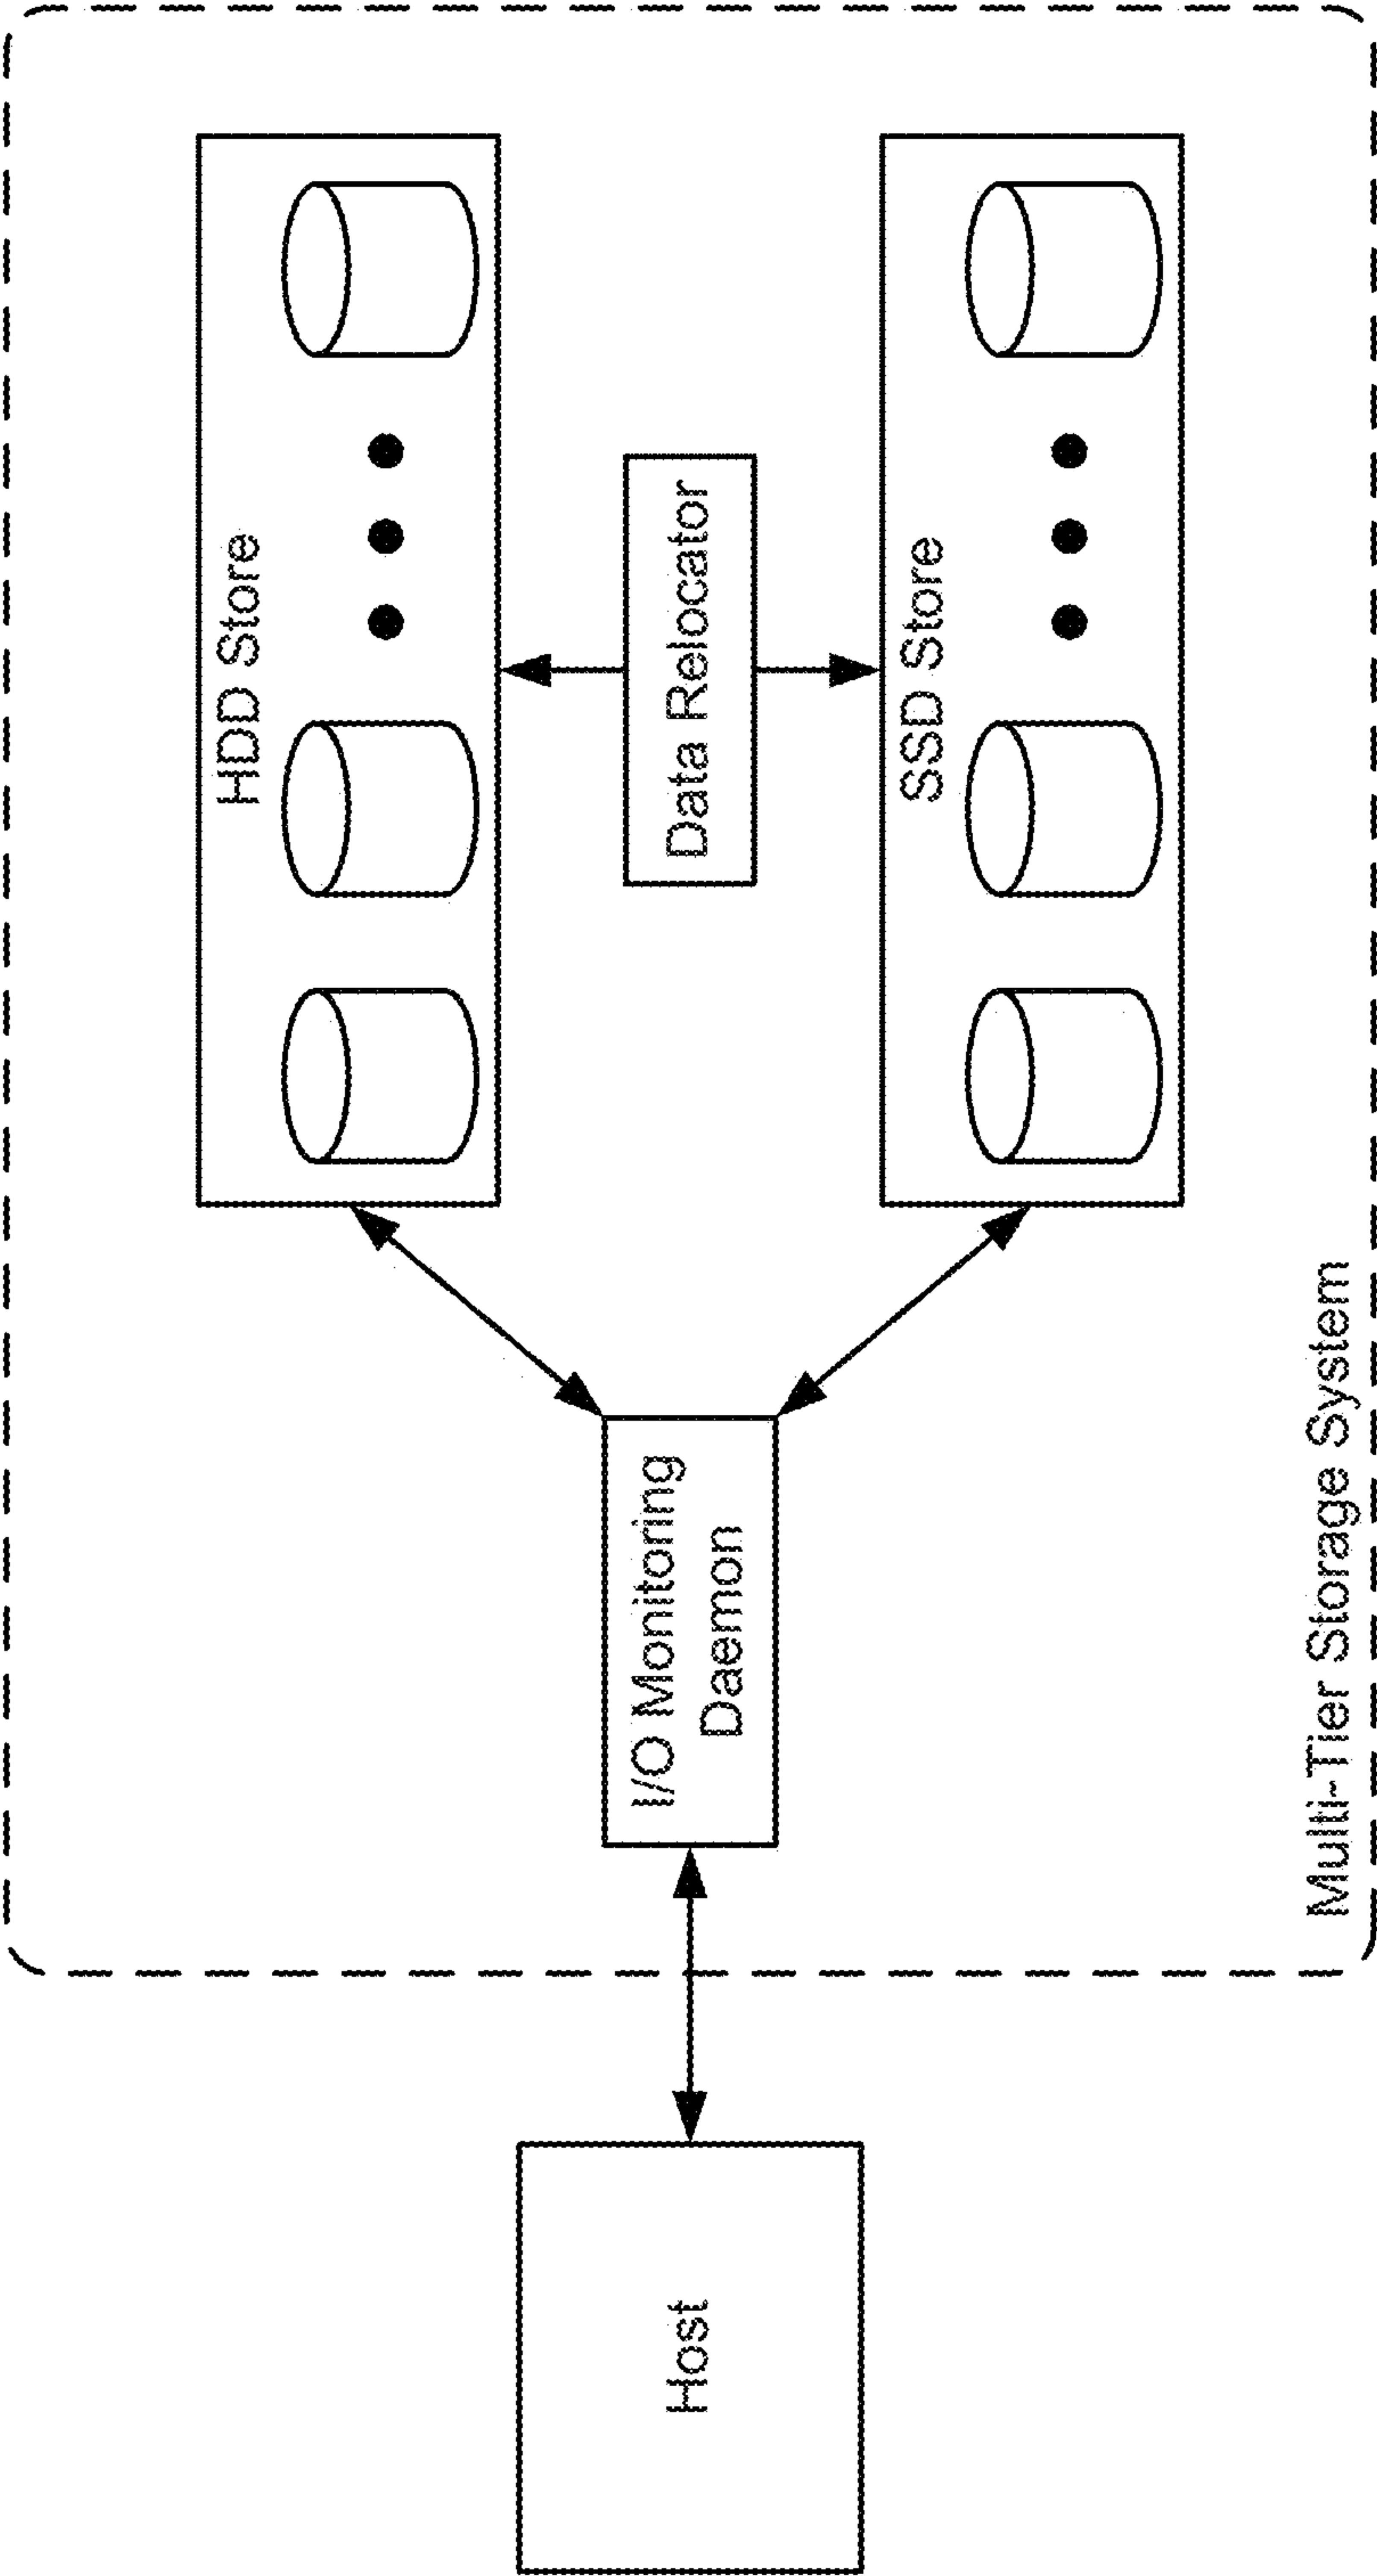 HDD Store
Data Relocator
SSD Store
I/O Monitoring
Daemon
Host
Multi-Tier Storage System